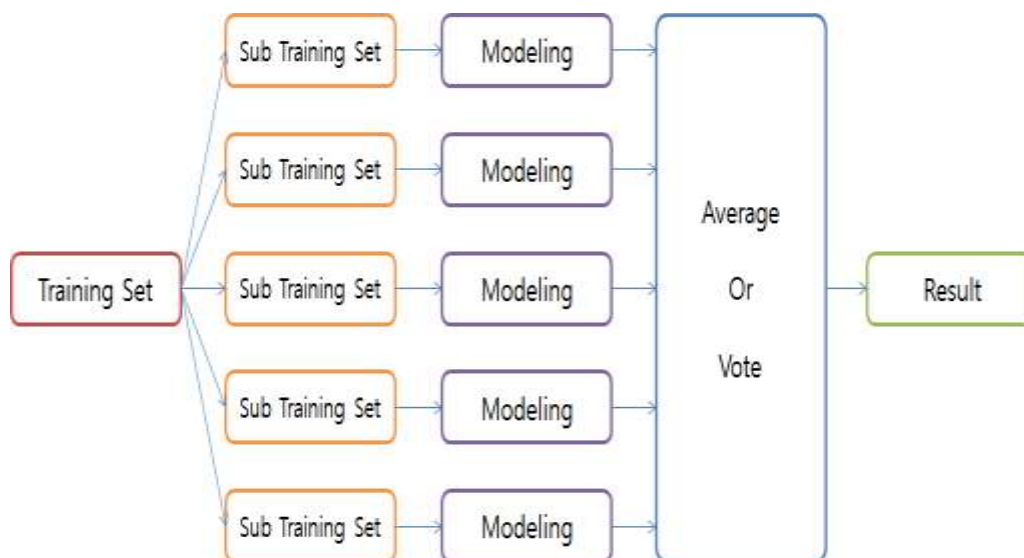 Sub Training Set
Modeling
Sub Training Set
Modeling
Average
Training Set
Sub Training Set
Modeling
Or
Result
Vote
Sub Training Set
Modeling
Sub Training Set
Modeling